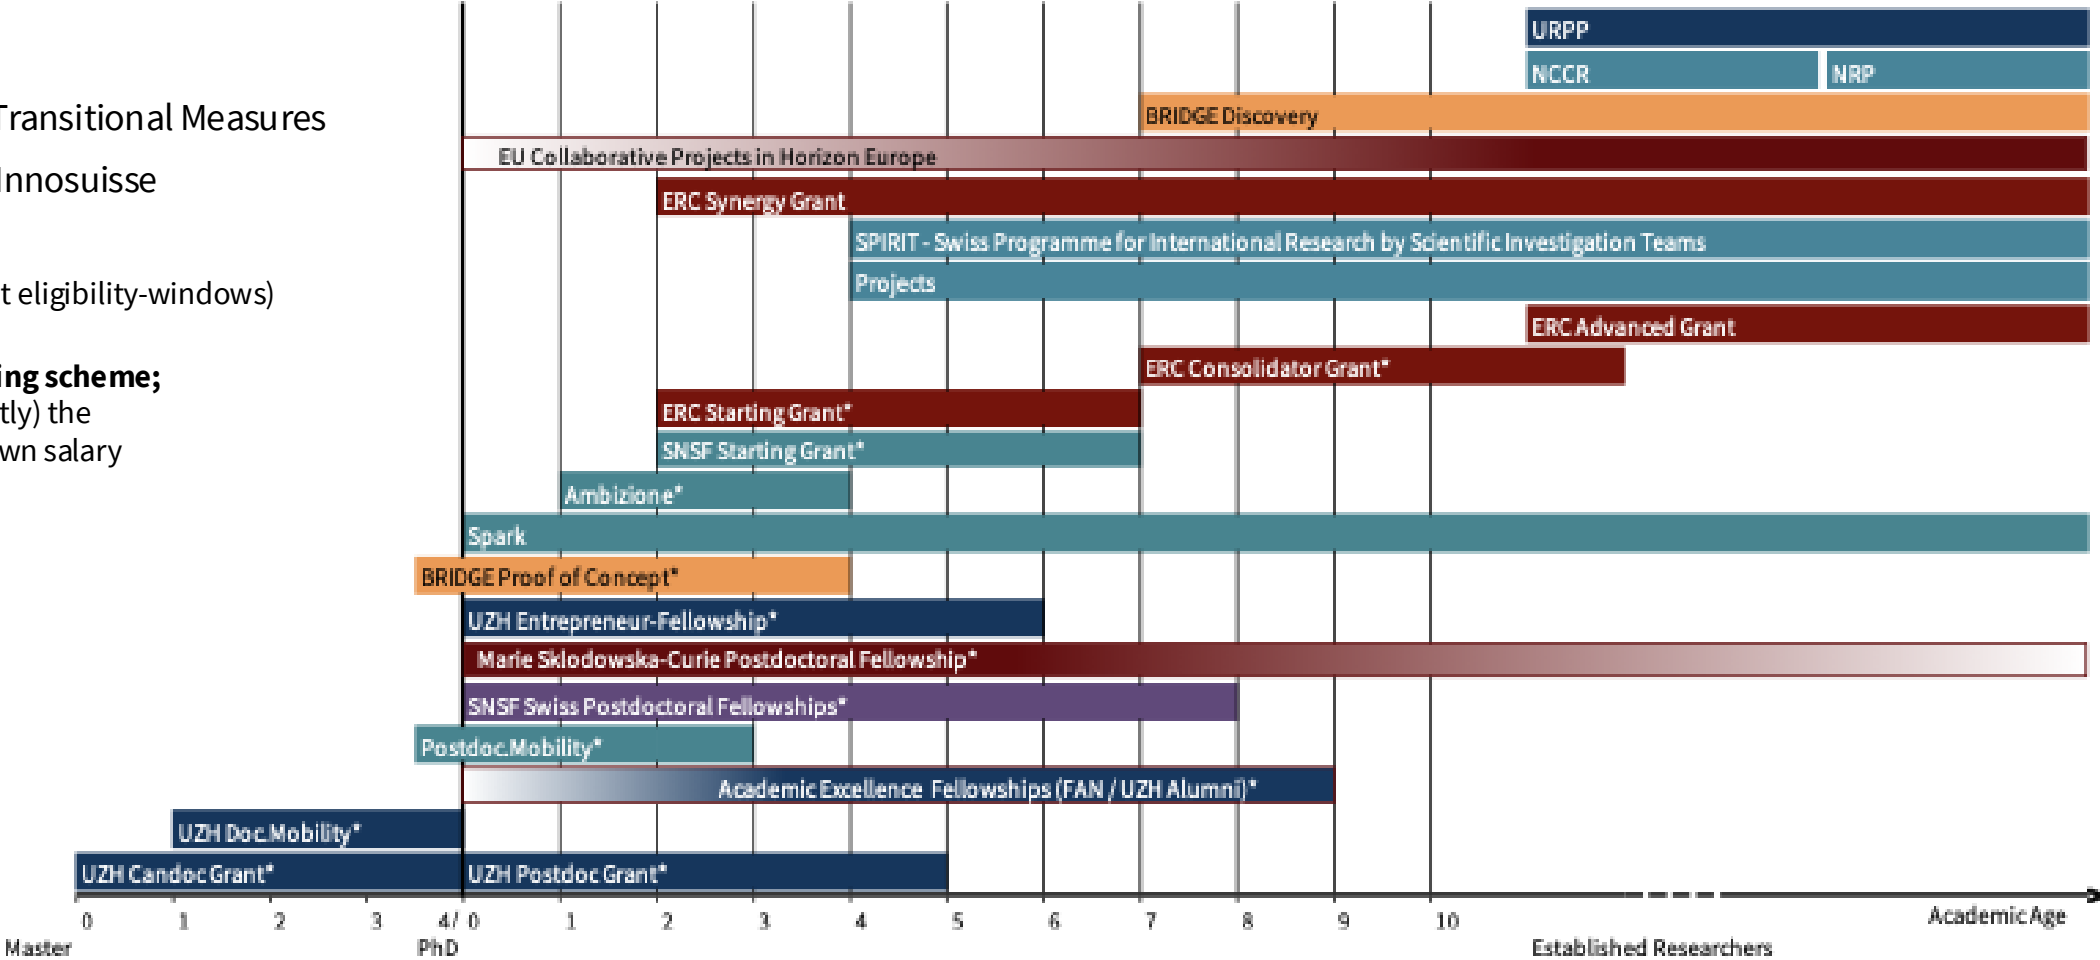 URPP
NCCR NRP
Transitional Measures
BRIDGE Discovery
EU Collaborative Projects in Horizon Europe
Innosuisse
ERC Synergy Grant
SPIRIT - Swiss Programme for International Research by Scientific Investigation Teams
t eligibility-windows)
Projects
ERC Advanced Grant
ing scheme;
ERC Consolidator Grant*
tly) the
ERC Starting Grant*
wn salary
SNSF Starting Grant*
Ambizione*
Spark
BRIDGE Proof of Concept*
UZH Entrepreneur-Fellowship*
Marie Sklodowska-Curie Postdoctoral Fellowship*
SNSF Swiss Postdoctoral Fellowships*
Postdoc.Mobility*
Academic Excellence Fellowships (FAN / UZH Alumni)*
UZH Doc.Mobility*
UZH Candoc Grant* UZH Postdoc Grant*
0 1 2 3 4/ 0 1 2 3 4 5 6 7 8 9 10 Academic Age
Master PhD Established Researchers